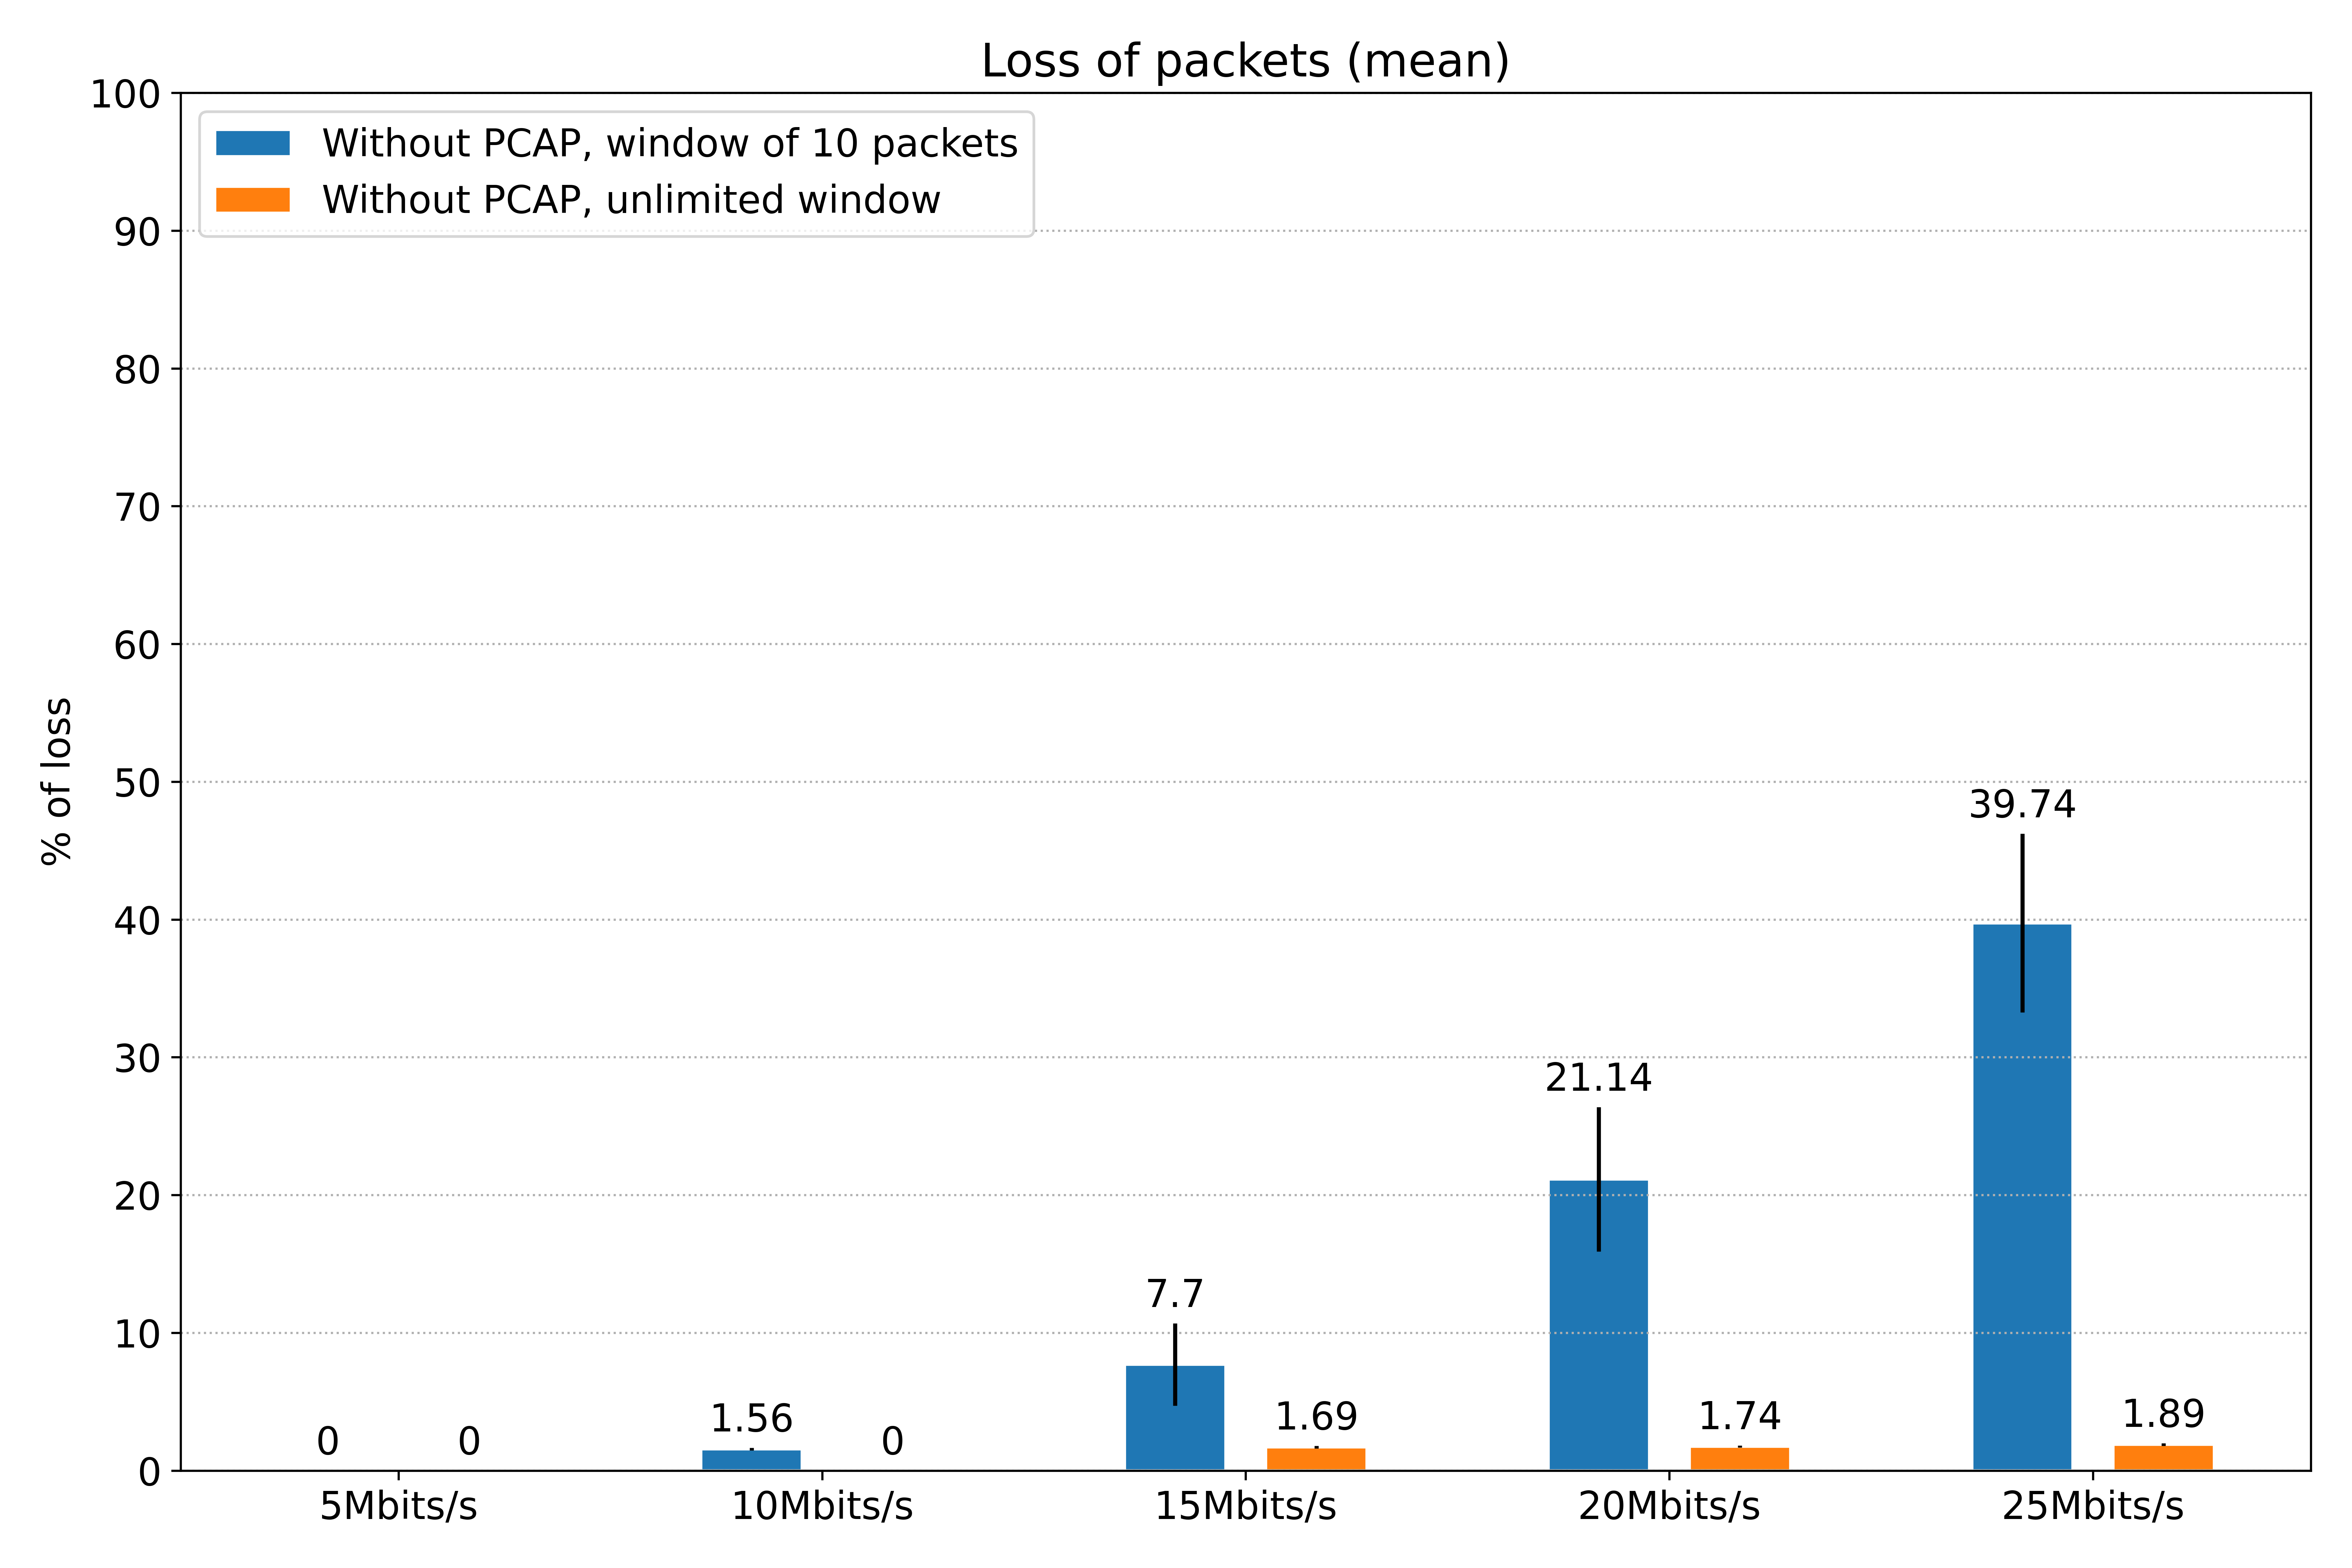 Loss of packets (mean)
Without PCAP, window of 10 packets
Without PCAP, unlimited window
% of loss
100
90
80
70
60
50
40
30
20
10
0
0
0
1.56
0
7.7
1.69
21.14
1.74
39.74
1.89
5Mbits/s
10Mbits/s
15Mbits/s
20Mbits/s
25Mbits/s